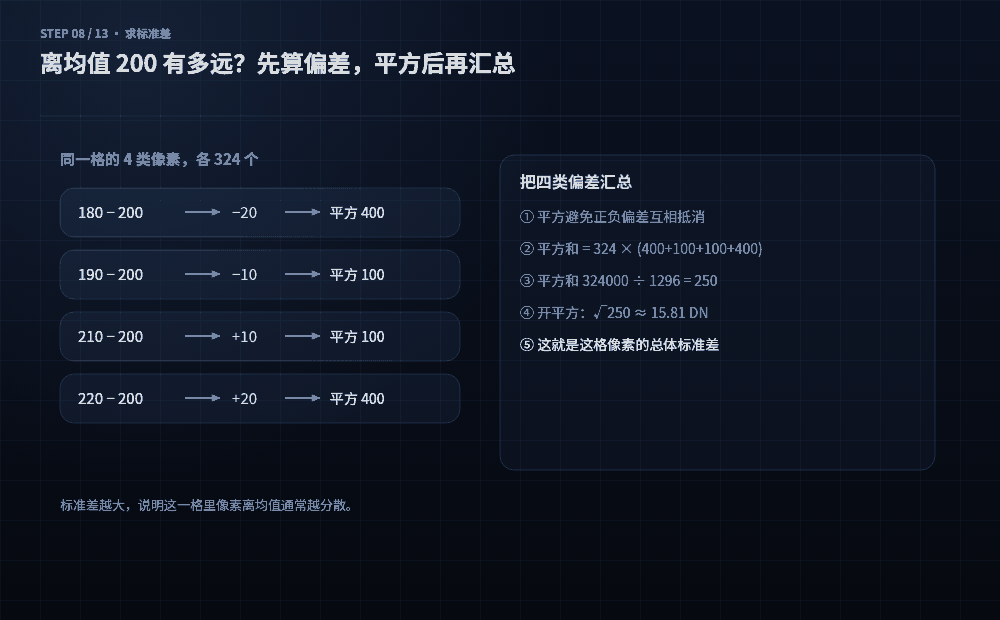 STEP 08 / 13 · 求标准差
离均值 200 有多远？先算偏差，平方后再汇总
同一格的 4 类像素，各 324 个
180 − 200 −20 平方 400
190 − 200 −10 平方 100
210 − 200 +10 平方 100
220 − 200 +20 平方 400
标准差越大，说明这一格里像素离均值通常越分散。
把四类偏差汇总
① 平方避免正负偏差互相抵消
② 平方和 = 324 × (400+100+100+400)
③ 平方和 324000 ÷ 1296 = 250
④ 开平方：√250 ≈ 15.81 DN
⑤ 这就是这格像素的总体标准差